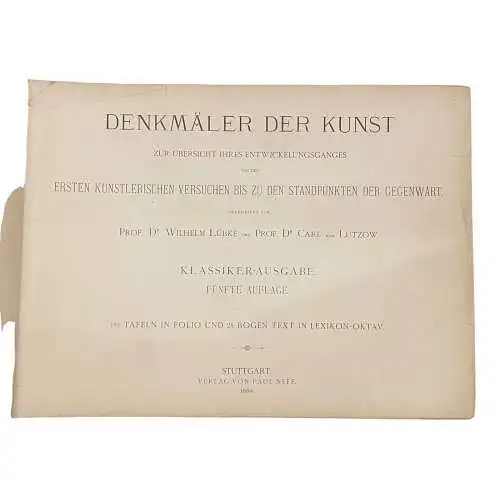 DENKMÄLER DER KUNST
ZUR ÜBERSICHT IHRES ENTWICKELUNGSGANGES
VON DEN
ERSTEN KÜNSTLERISCHEN VERSUCHEN BIS ZU DEN STANDPUNKTEN DER GEGENWART.
BEARBEITET VON
PROF. DR WILHELM LÜBKE UND PROF. DR CARL VON LÜTZOW
KLASSIKER-AUSGABE.
FÜNFTE AUFLAGE
TAFELN IN FOLIO UND BOGEN TEXT IN LEXIKON-OKTAV.
STUTTGART.
VERLAG VON PAUL NEFF.